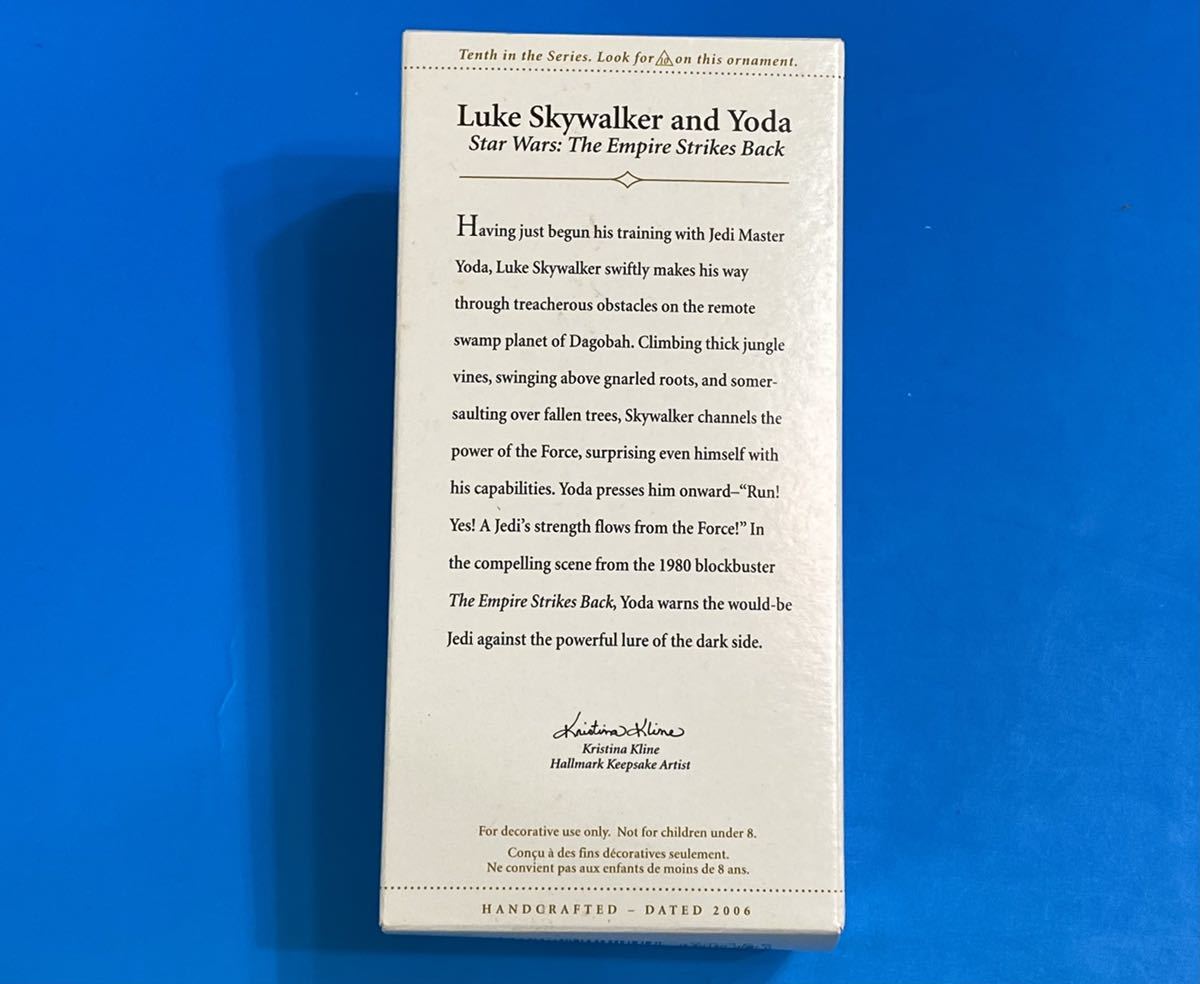 Tenth in the Series. Look for 10 on this ornament.
Luke Skywalker and Yoda
Star Wars: The Empire Strikes Back
Having just begun his training with Jedi Master
Yoda, Luke Skywalker swiftly makes his way
through treacherous obstacles on the remote
swamp planet of Dagobah. Climbing thick jungle
vines, swinging above gnarled roots, and somer-
saulting over fallen trees, Skywalker channels the
power of the Force, surprising even himself with
his capabilities. Yoda presses him onward–“Run!
Yes! A Jedi’s strength flows from the Force!” In
the compelling scene from the 1980 blockbuster
The Empire Strikes Back, Yoda warns the would-be
Jedi against the powerful lure of the dark side.
Kristina Kline
Kristina Kline
Hallmark Keepsake Artist
For decorative use only. Not for children under 8.
Conçu à des fins décoratives seulement.
Ne convient pas aux enfants de moins de 8 ans.
HANDCRAFTED – DATED 2006